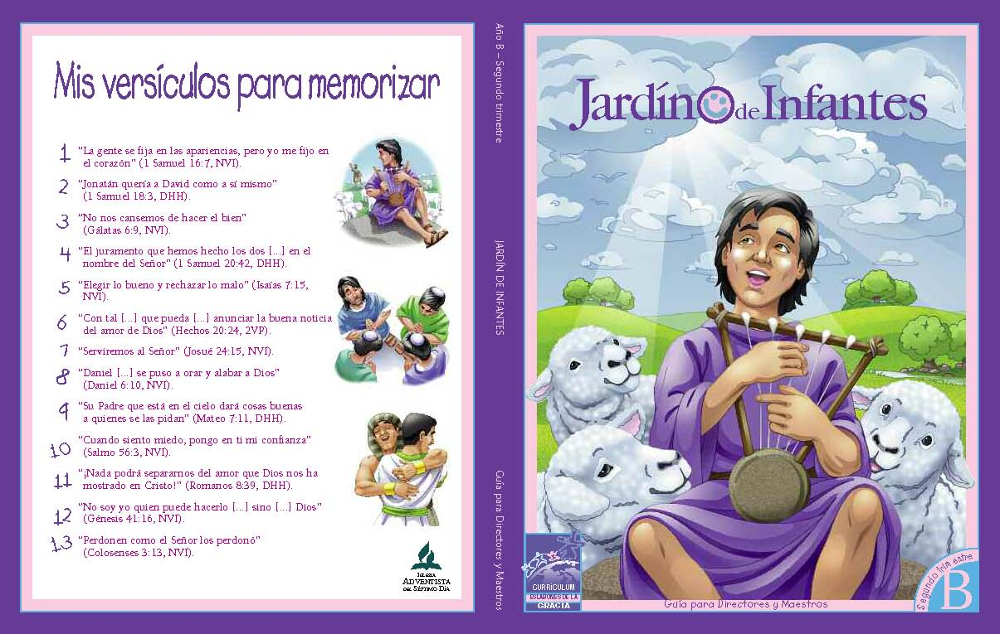 Mis versículos para memorizar
1 "La gente se fija en las apariencias, pero yo me fijo en
el corazón" (1 Samuel 16:7, NVI).
2 "Jonatán quería a David como a sí mismo"
(1 Samuel 18:3, DHH).
3 "No nos cansemos de hacer el bien"
(Gálatas 6:9, NVI).
4 "El juramento que hemos hecho los dos [...] en el
nombre del Señor" (1 Samuel 20:42, DHH).
5 "Elegir lo bueno y rechazar lo malo" (Isaías 7:15,
NVI).
6 "Con tal [...] que pueda [...] anunciar la buena noticia
del amor de Dios" (Hechos 20:24, 2VP)
7 "Serviremos al Señor" (Josué 24:15, NVI).
8 "Daniel [...] se puso a orar y alabar a Dios"
(Daniel 6:10, NVI).
9 "Su Padre que está en el cielo dará cosas buenas
a quienes se las pidan" (Mateo 7:11, DHH).
10 "Cuando siento miedo, pongo en ti mi confianza"
(Salmo 56:3, NVI).
11 "¡Nada podrá separarnos del amor que Dios nos ha
mostrado en Cristo!" (Romanos 8:39, DHH).
12 "No soy yo quien puede hacerlo [...] sino [...] Dios"
(Génesis 41:16, NVI).
13 "Perdonen como el Señor los perdonó"
(Colosenses 3:13, NVI).
IGLESIA
ADVENTISTA
DEL SÉPTIMO DÍA
Año B – Segundo trimestre
JARDÍN DE INFANTES
Guía para Directores y Maestros
Jardín de Infantes
CURRÍCULUM
ESLABONES DE LA
GRACIA
Guía para Directores y Maestros
Segundo trimestre
B